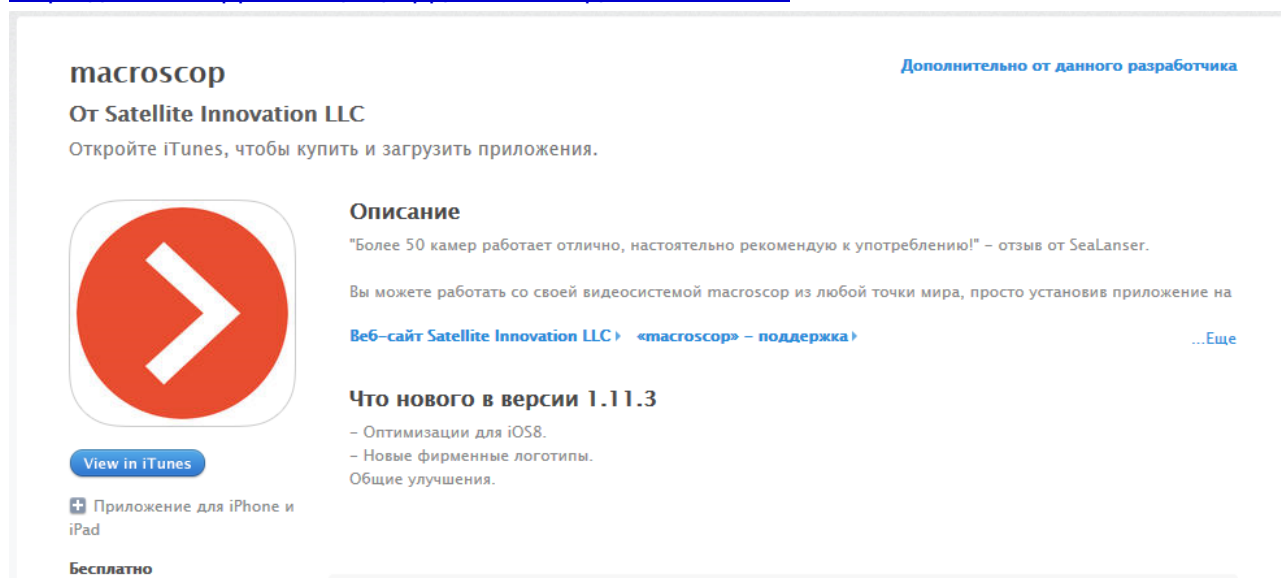 macroscop
Дополнительно от данного разработчика
От Satellite Innovation LLC
Откройте iTunes, чтобы купить и загрузить приложения.
Описание
"Более 50 камер работает отлично, настоятельно рекомендую к употреблению!" – отзыв от SeaLanser.
Вы можете работать со своей видеосистемой macroscop из любой точки мира, просто установив приложение на
Веб-сайт Satellite Innovation LLC «macroscop» – поддержка
...Еще
Что нового в версии 1.11.3
– Оптимизации для iOS8.
– Новые фирменные логотипы.
Общие улучшения.
View in iTunes
Приложение для iPhone и
iPad
Бесплатно